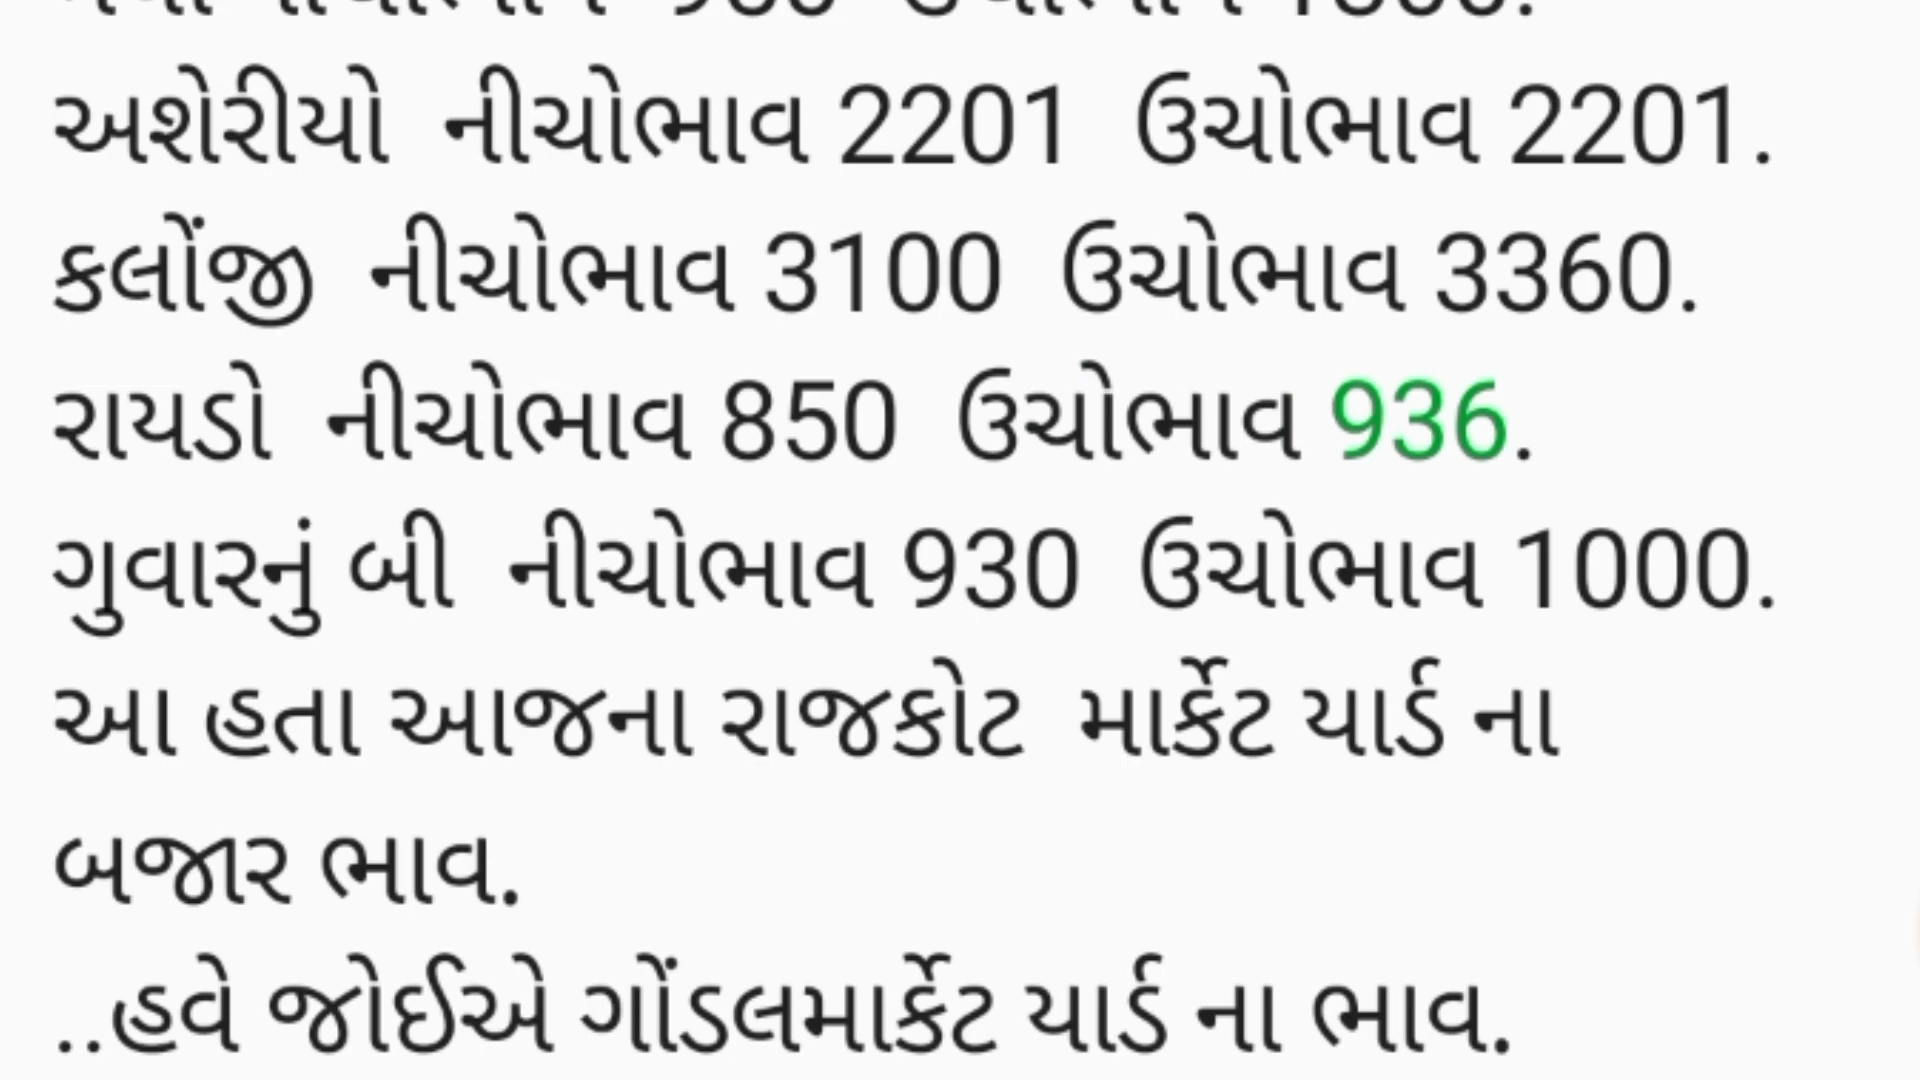 અશેરીયો નીચોભાવ 2201 ઉચોભાવ 2201.
કલોંજી નીચોભાવ 3100 ઉચોભાવ 3360.
રાયડો નીચોભાવ 850 ઉચોભાવ 936.
ગુવારનું બી નીચોભાવ 930 ઉચોભાવ 1000.
આ હતા આજના રાજકોટ માર્કેટ યાર્ડ ના
બજાર ભાવ.
..હવે જોઈએ ગોંડલમાર્કેટ યાર્ડ ના ભાવ.